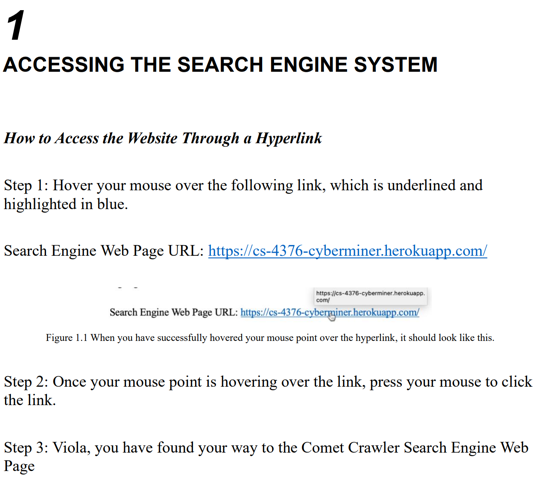 1
ACCESSING THE SEARCH ENGINE SYSTEM
How to Access the Website Through a Hyperlink
Step 1: Hover your mouse over the following link, which is underlined and
highlighted in blue.
Search Engine Web Page URL: https://cs-4376-cyberminer.herokuapp.com/
https://cs-4376-cyberminer.herokuapp.
com/
Search Engine Web Page URL: https://cs-4376-cyberminer.herokuapp.com/
Figure 1.1 When you have successfully hovered your mouse point over the hyperlink, it should look like this.
Step 2: Once your mouse point is hovering over the link, press your mouse to click
the link.
Step 3: Viola, you have found your way to the Comet Crawler Search Engine Web
Page